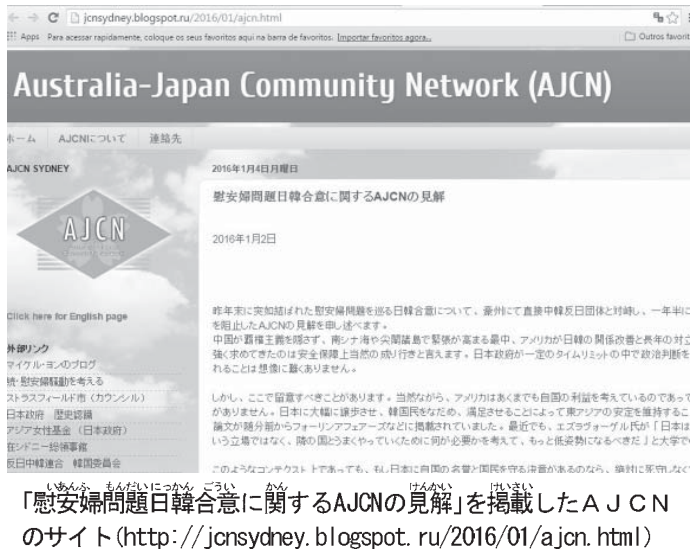 jcnsydney.blogspot.ru/2016/01/ajcn.html
Apps Para acessar rapidamente, coloque os seus favoritos aqui na barra de favoritos. Importar favoritos agora...
Outros favorit
Australia-Japan Community Network (AJCN)
ホーム AJCNについて 連絡先
AJCN SYDNEY
AJCN
Click here for English page
外部リンク
マイケル・ヨンのブログ
続・慰安婦騒動を考える
ストラスフィールド市（カウンシル）
日本政府 歴史認識
アジア女性基金（日本政府）
在シドニー総領事館
反日中韓連合 韓国委員会
2016年1月4日月曜日
慰安婦問題日韓合意に関するAJCNの見解
2016年1月2日
昨年末に突如結ばれた慰安婦問題を巡る日韓合意について、豪州にて直接中韓反日団体と対峙し、一年半に
を阻止したAJCNの見解を申し述べます。
中国が覇権主義を隠さず、南シナ海や尖閣諸島で緊張が高まる最中、アメリカが日韓の関係改善と長年の対立
強く求めてきたのは安全保障上当然の成り行きと言えます。日本政府が一定のタイムリミットの中で政治判断を
れることは想像に難くありません。
しかし、ここで留意すべきことがあります。当然ながら、アメリカはあくまでも自国の利益を考えているのであって
がありません。日本に大幅に譲歩させ、韓国民をなだめ、満足させることによって東アジアの安定を維持するこ
論文が随分前からフォーリンアフェアーズなどに掲載されていました。最近でも、エズラヴォーゲル氏が「日本は
いう立場ではなく、隣の国とうまくやっていくために何が必要かを考えて、もっと低姿勢になるべきだ」と大学で
このようなコンテクスト上であっても、もし日本に自国の名誉と国民を守る決意があるのなら、絶対に死守しなく
「慰安婦問題日韓合意に関するAJCNの見解」を掲載したＡＪＣＮ
のサイト(http://jcnsydney.blogspot.ru/2016/01/ajcn.html)